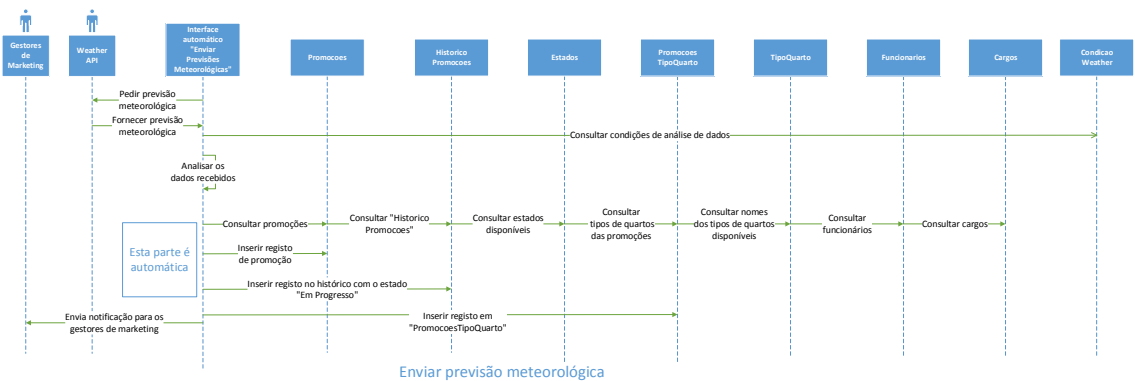 Gestores
de
Marketing
Weather
API
Interface
automático
"Enviar
Previsões
Meteorológicas"
Promocoes
Historico
Promocoes
Estados
Promocoes
TipoQuarto
TipoQuarto
Funcionarios
Cargos
Condicao
Weather
Pedir previsão
meteorológica
Fornecer previsão
meteorológica
Consultar condições de análise de dados
Analisar os
dados recebidos
Esta parte é
automática
Consultar promoções
Consultar "Historico
Promocoes"
Consultar estados
disponíveis
Consultar
tipos de quartos
das promoções
Consultar nomes
dos tipos de quartos
disponíveis
Consultar
funcionários
Consultar cargos
Inserir registo
de promoção
Inserir registo no histórico com o estado
"Em Progresso"
Envia notificação para os
gestores de marketing
Inserir registo em
"PromocoesTipoQuarto"
Enviar previsão meteorológica